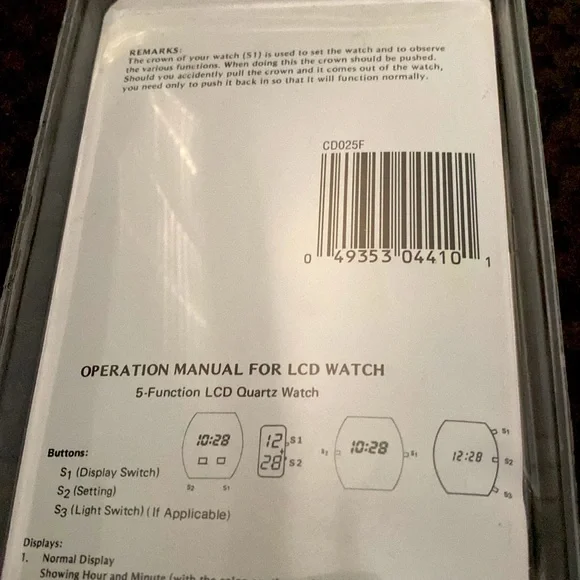 REMARKS:
The crown of your watch (S1) is used to set the watch and to observe
the various functions. When doing this the crown should be pushed.
Should you accidently pull the crown and it comes out of the watch,
you need only to push it back in so that it will function normally.
CD025F
0 49353 04410 1
OPERATION MANUAL FOR LCD WATCH
5-Function LCD Quartz Watch
10:28
S2 S1
12 S1
28 S2
S2 10:28 S1
S1
12:28 S2
S3
Buttons:
S1 (Display Switch)
S2 (Setting)
S3 (Light Switch) (If Applicable)
Displays:
1. Normal Display
Showing Hour and Minute (with the colon